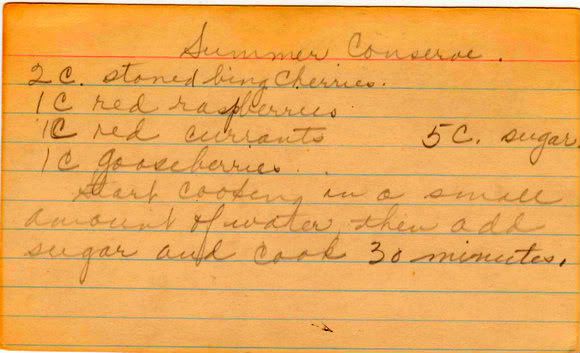 Summer Conserve.
2 C. stoned bing Cherries.
1 C red raspberries
1C red currants 5 C. sugar.
1 C gooseberries..
Start cooking in a small
amount of water, then add
sugar and cook 30 minutes.